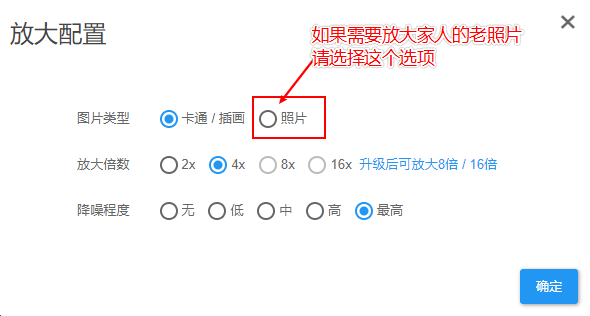 放大配置
如果需要放大家人的老照片
请选择这个选项
图片类型 卡通 / 插画 照片
放大倍数 2x 4x 8x 16x 升级后可放大8倍 / 16倍
降噪程度 无 低 中 高 最高
确定